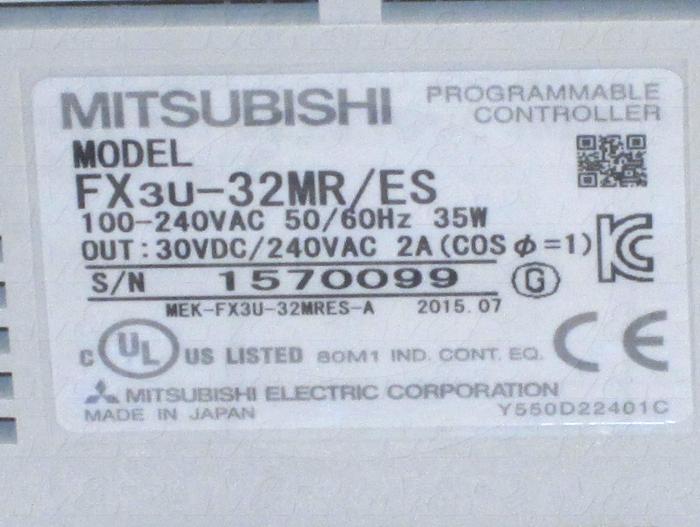 MITSUBISHI
PROGRAMMABLE
CONTROLLER
MODEL
FX3U-32MR/ES
100-240VAC 50/60Hz 35W
OUT:30VDC/240VAC 2A(COS φ=1)
S/N 1570099 G
MEK-FX3U-32MRES-A 2015.07
C UL US LISTED 80M1 IND. CONT. EQ. CE
MITSUBISHI ELECTRIC CORPORATION
MADE IN JAPAN Y550D22401C